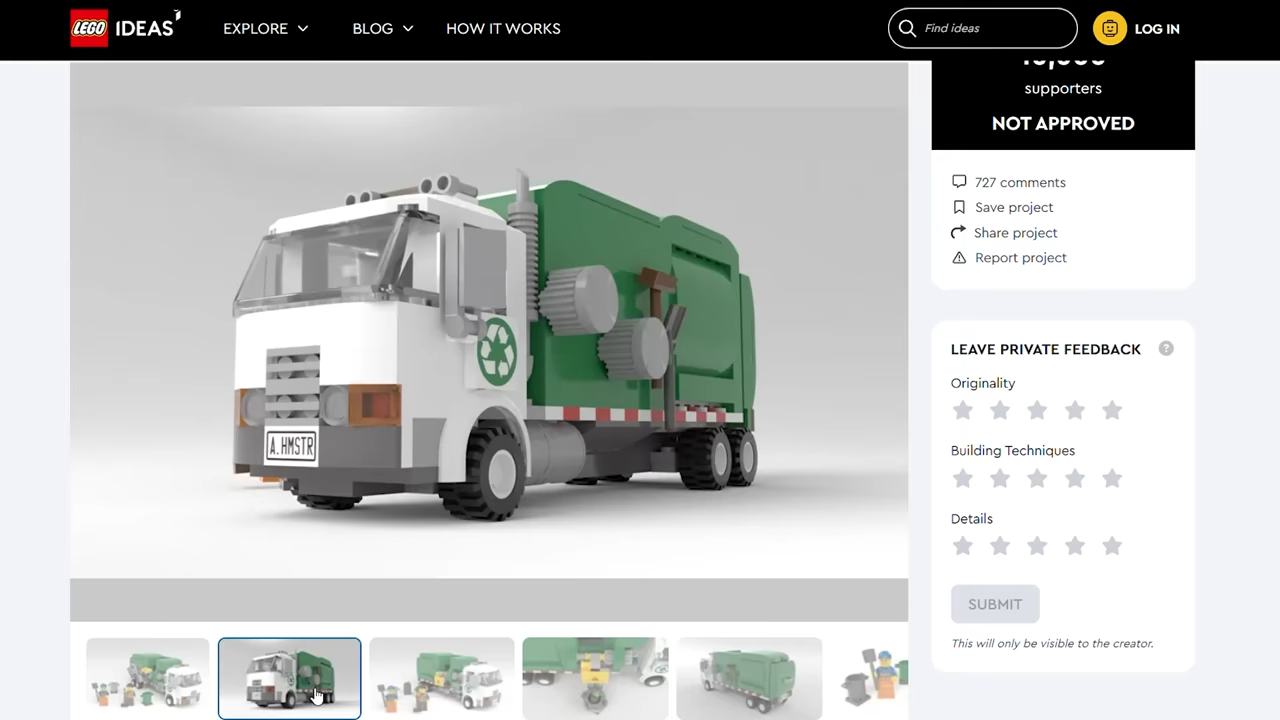 LEGO IDEAS
EXPLORE
BLOG
HOW IT WORKS
Find ideas
LOG IN
supporters
NOT APPROVED
727 comments
Save project
Share project
Report project
A.HMSTR
LEAVE PRIVATE FEEDBACK ?
Originality
Building Techniques
Details
SUBMIT
This will only be visible to the creator.